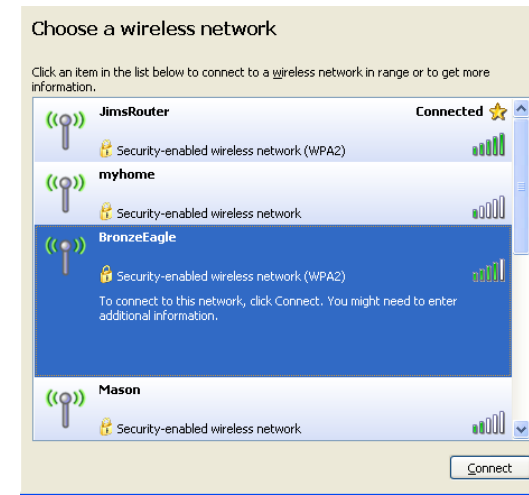 Choose a wireless network
Click an item in the list below to connect to a wireless network in range or to get more
information.
JimsRouter Connected
Security-enabled wireless network (WPA2)
myhome
Security-enabled wireless network
BronzeEagle
Security-enabled wireless network (WPA2)
To connect to this network, click Connect. You might need to enter
additional information.
Mason
Security-enabled wireless network
Connect